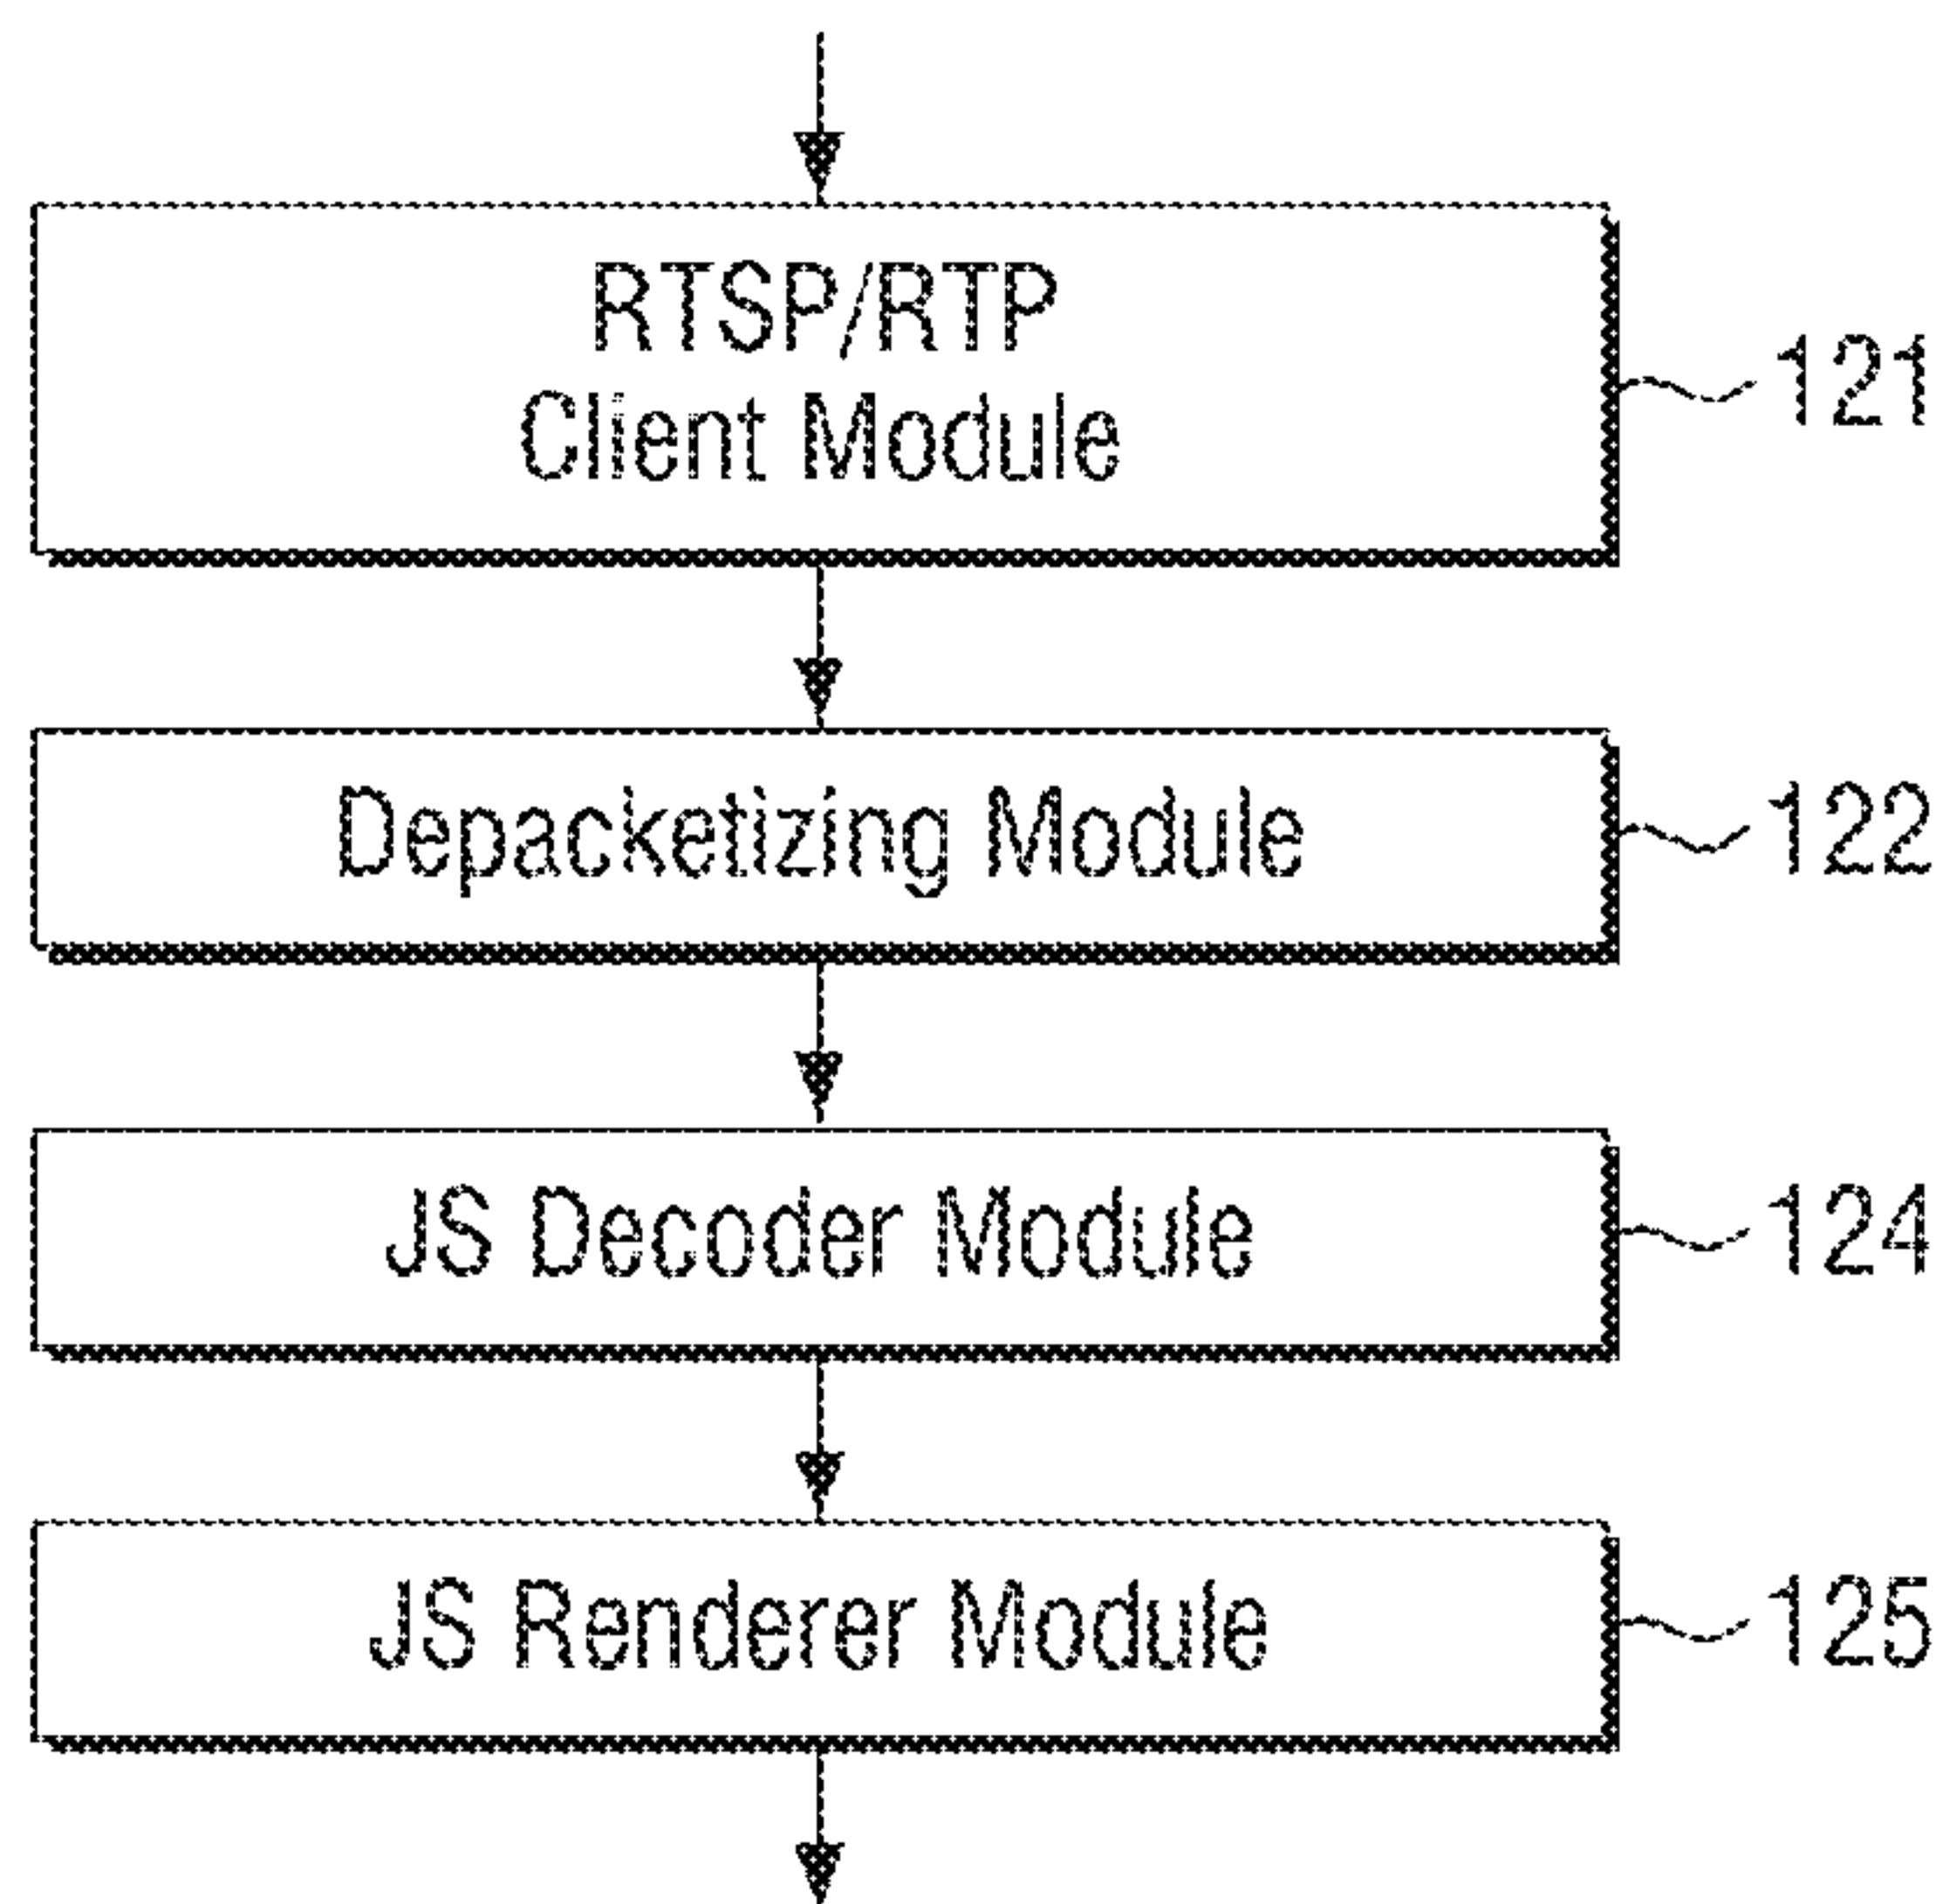 RTSP/RTP
Client Module
121
Depacketizing Module
122
JS Decoder Module
124
JS Renderer Module
125